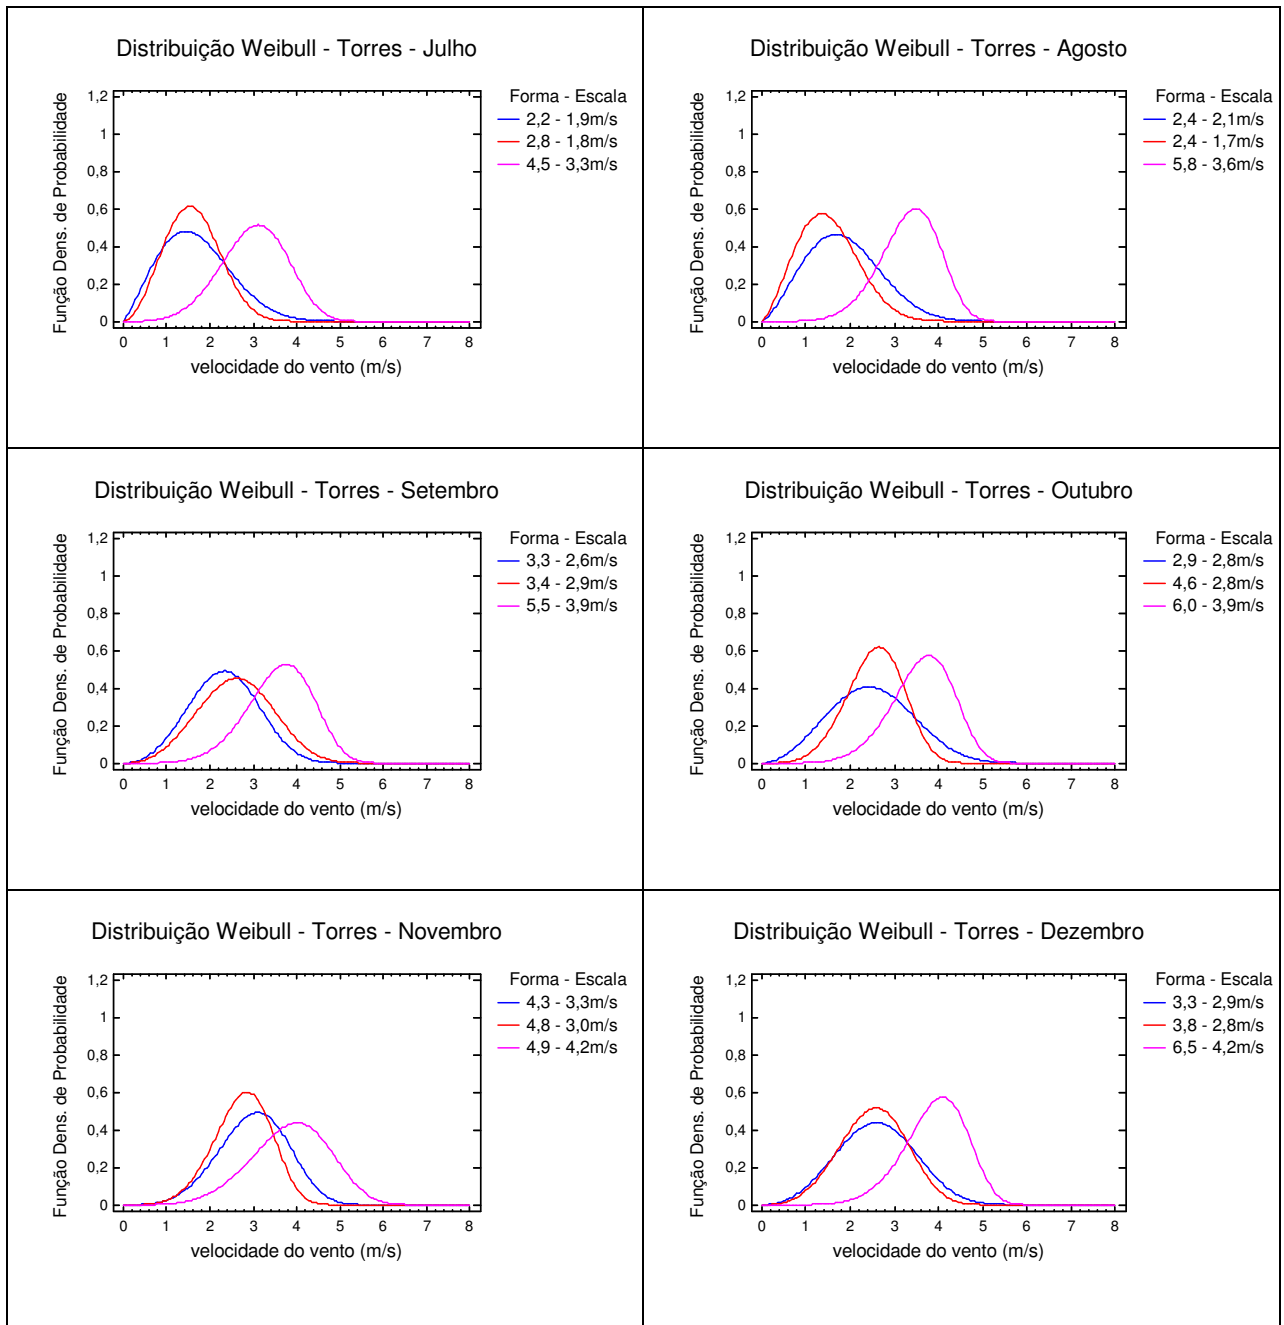 Distribuição Weibull - Torres - Julho
Função Dens. de Probabilidade
1,2
1
0,8
0,6
0,4
0,2
0
0 1 2 3 4 5 6 7 8
velocidade do vento (m/s)
Forma - Escala
2,2 - 1,9m/s
2,8 - 1,8m/s
4,5 - 3,3m/s
Distribuição Weibull - Torres - Agosto
Função Dens. de Probabilidade
1,2
1
0,8
0,6
0,4
0,2
0
0 1 2 3 4 5 6 7 8
velocidade do vento (m/s)
Forma - Escala
2,4 - 2,1m/s
2,4 - 1,7m/s
5,8 - 3,6m/s
Distribuição Weibull - Torres - Setembro
Função Dens. de Probabilidade
1,2
1
0,8
0,6
0,4
0,2
0
0 1 2 3 4 5 6 7 8
velocidade do vento (m/s)
Forma - Escala
3,3 - 2,6m/s
3,4 - 2,9m/s
5,5 - 3,9m/s
Distribuição Weibull - Torres - Outubro
Função Dens. de Probabilidade
1,2
1
0,8
0,6
0,4
0,2
0
0 1 2 3 4 5 6 7 8
velocidade do vento (m/s)
Forma - Escala
2,9 - 2,8m/s
4,6 - 2,8m/s
6,0 - 3,9m/s
Distribuição Weibull - Torres - Novembro
Função Dens. de Probabilidade
1,2
1
0,8
0,6
0,4
0,2
0
0 1 2 3 4 5 6 7 8
velocidade do vento (m/s)
Forma - Escala
4,3 - 3,3m/s
4,8 - 3,0m/s
4,9 - 4,2m/s
Distribuição Weibull - Torres - Dezembro
Função Dens. de Probabilidade
1,2
1
0,8
0,6
0,4
0,2
0
0 1 2 3 4 5 6 7 8
velocidade do vento (m/s)
Forma - Escala
3,3 - 2,9m/s
3,8 - 2,8m/s
6,5 - 4,2m/s